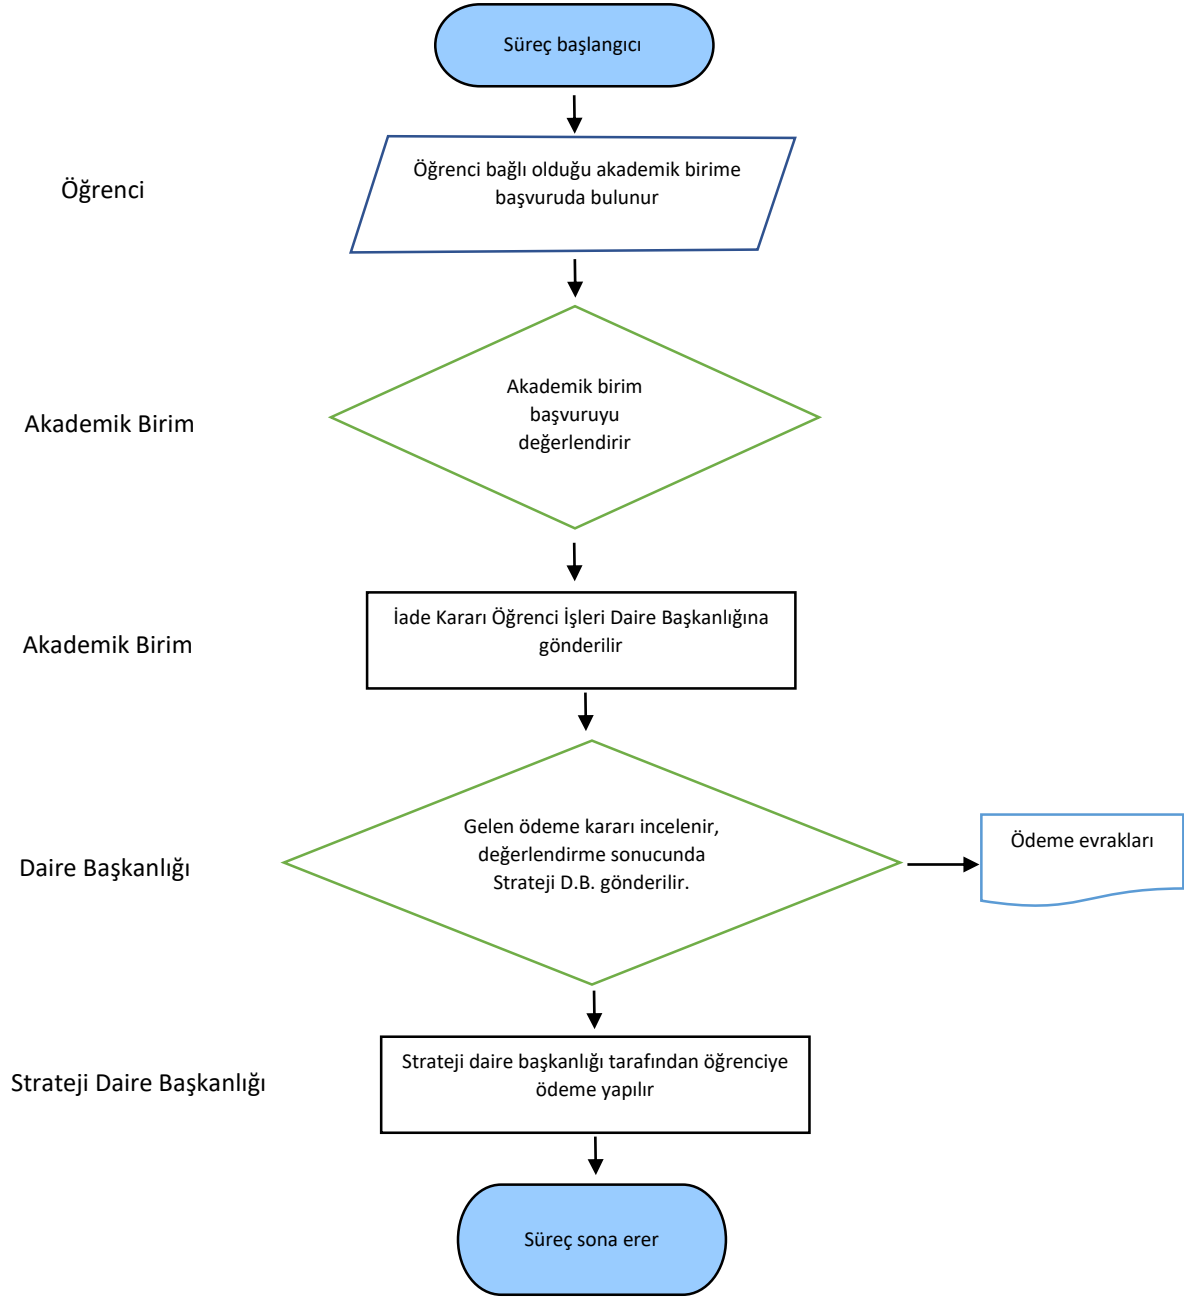 Süreç başlangıcı
Öğrenci
Öğrenci bağlı olduğu akademik birime
başvuruda bulunur
Akademik Birim
Akademik birim
başvuruyu
değerlendirir
Akademik Birim
İade Kararı Öğrenci İşleri Daire Başkanlığına
gönderilir
Daire Başkanlığı
Gelen ödeme kararı incelenir,
değerlendirme sonucunda
Strateji D.B. gönderilir.
Ödeme evrakları
Strateji Daire Başkanlığı
Strateji daire başkanlığı tarafından öğrenciye
ödeme yapılır
Süreç sona erer